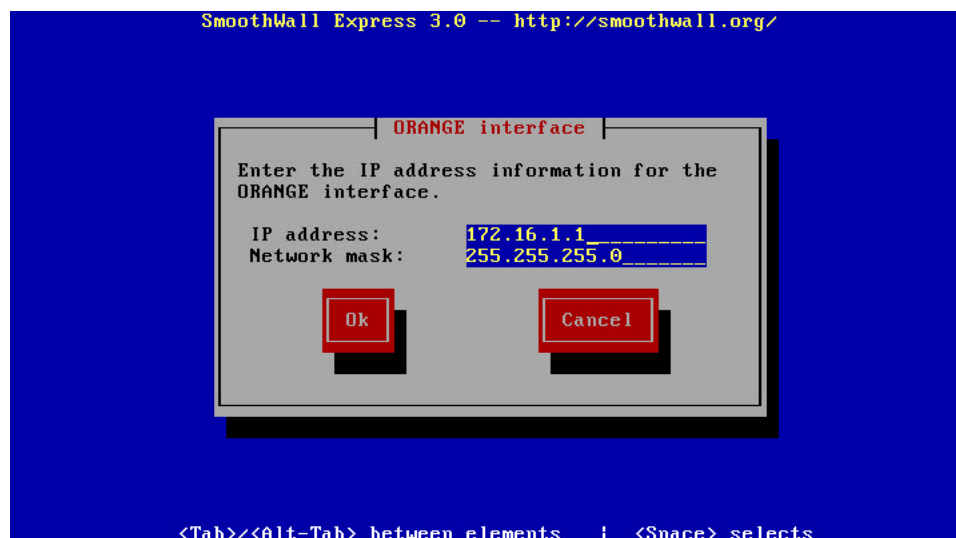 SmoothWall Express 3.0 -- http://smoothwall.org/
ORANGE interface
Enter the IP address information for the
ORANGE interface.
IP address: 172.16.1.1_________
Network mask: 255.255.255.0_______
Ok Cancel
<Tab>/<Alt-Tab> between elements | <Space> selects